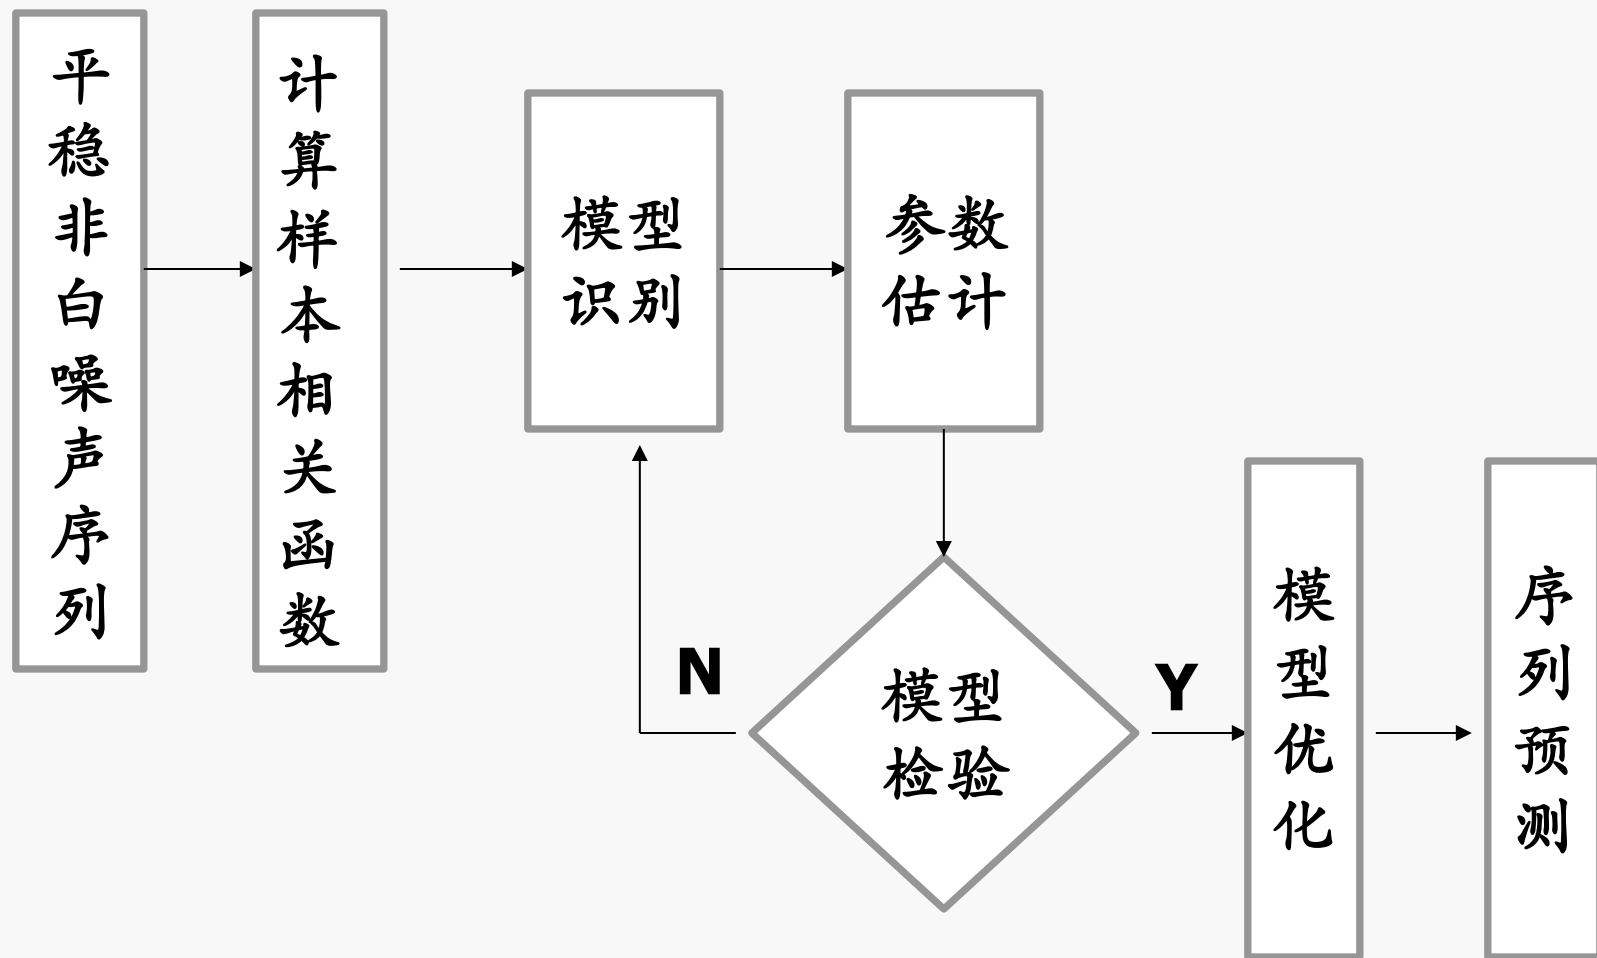 平稳非白噪声序列
计算样本相关函数
模型
识别
参数
估计
模型
检验
N
Y
模型优化
序列预测